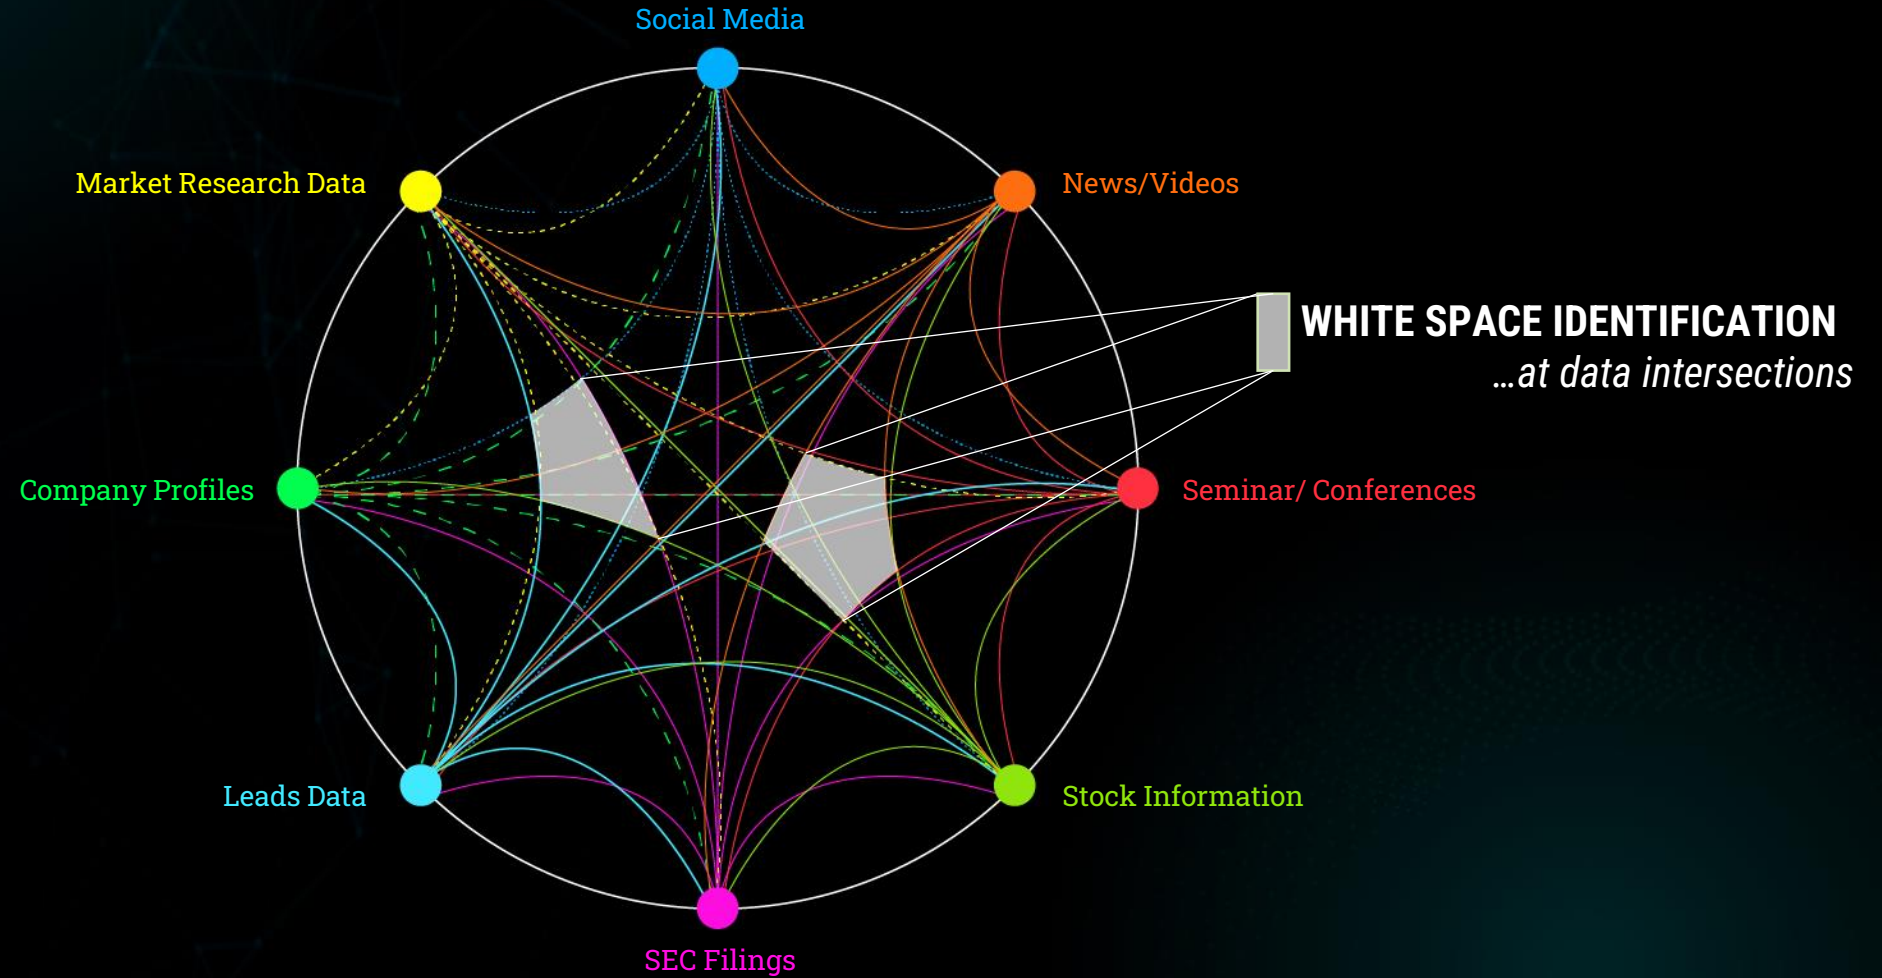 Social Media
Market Research Data
News/Videos
WHITE SPACE IDENTIFICATION
...at data intersections
Company Profiles
Seminar/ Conferences
Leads Data
Stock Information
SEC Filings